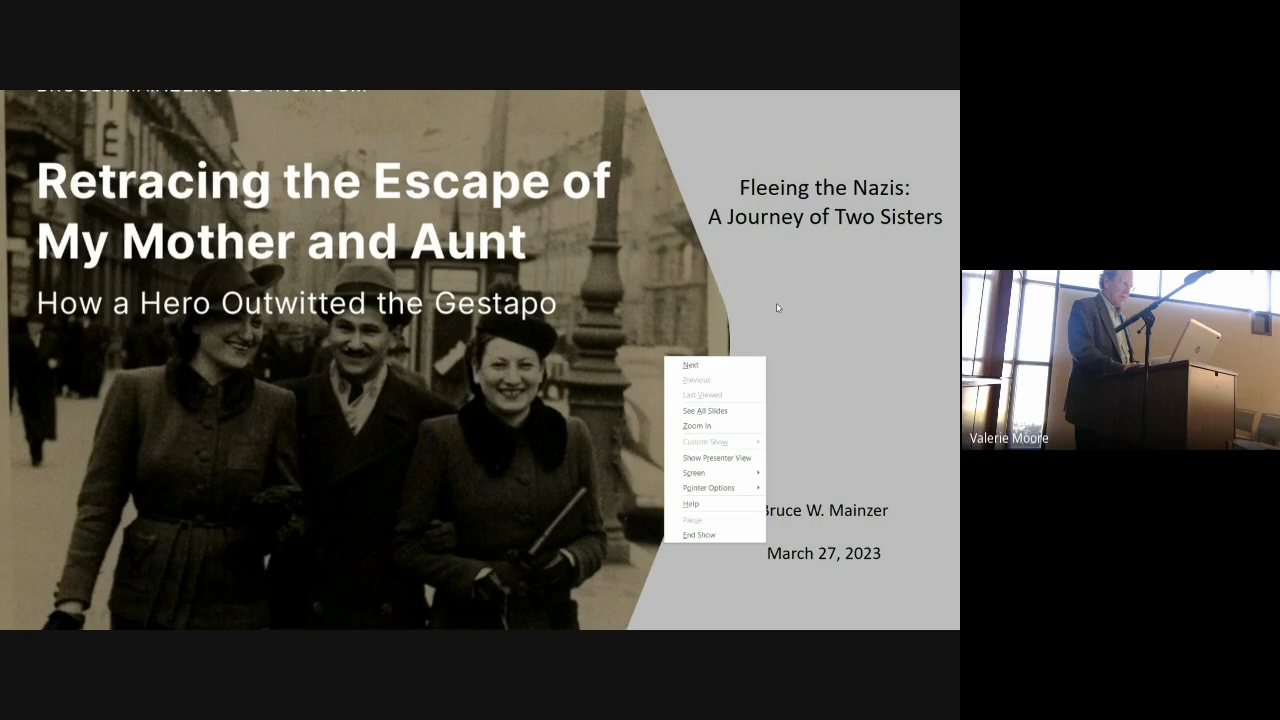 Retracing the Escape of
My Mother and Aunt
How a Hero Outwitted the Gestapo
Fleeing the Nazis:
A Journey of Two Sisters
Next
Previous
Last Viewed
See All Slides
Zoom In
Custom Show
Show Presenter View
Screen
Pointer Options
Help
Pause
End Show
Bruce W. Mainzer
March 27, 2023
Valerie Moore